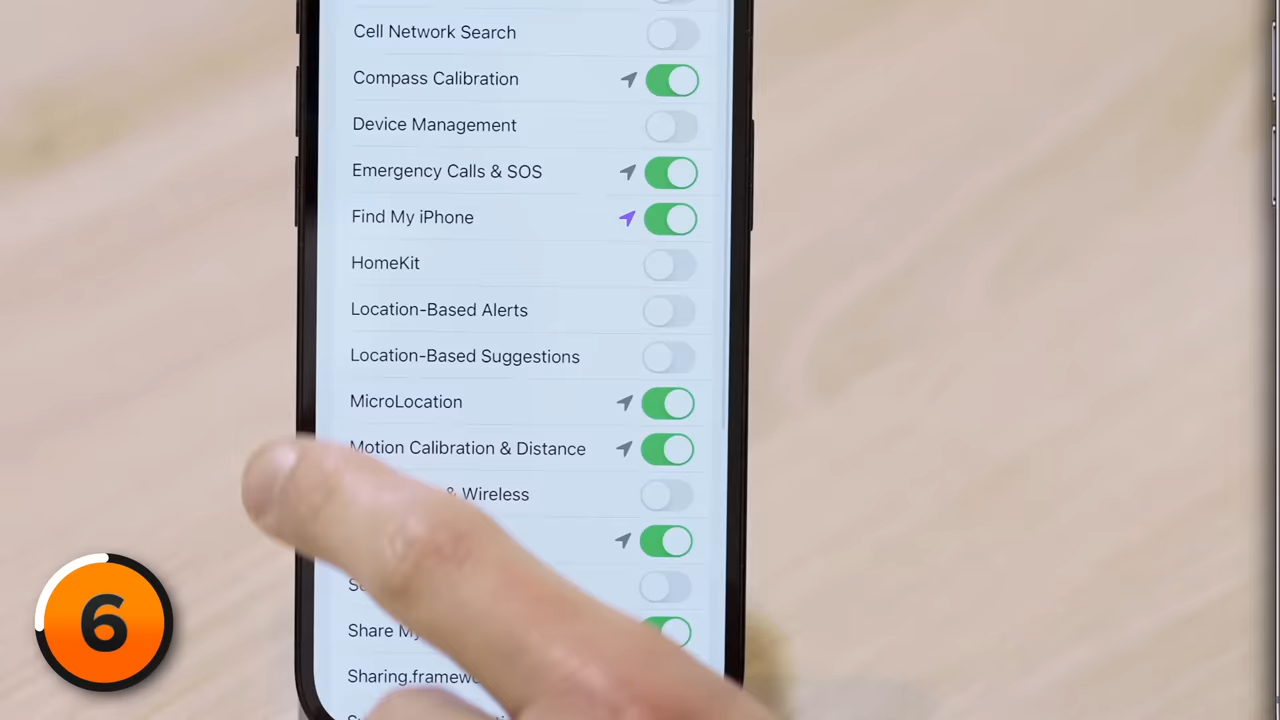 Cell Network Search
Compass Calibration
Device Management
Emergency Calls & SOS
Find My iPhone
HomeKit
Location-Based Alerts
Location-Based Suggestions
MicroLocation
Motion Calibration & Distance
& Wireless
Share My
6